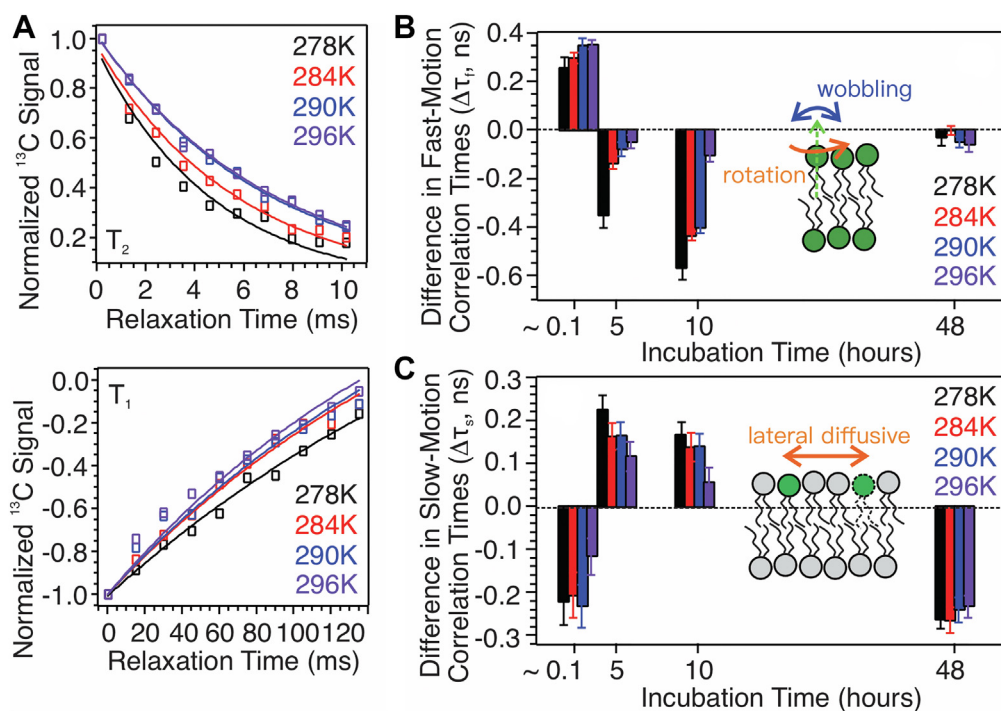 A
1.0
0.8
0.6
0.4
0.2
0
2
4
6
8
10
Normalized ¹³C Signal
Relaxation Time (ms)
T₂
278K
284K
290K
296K
B
0.4
0.2
0.0
-0.2
-0.4
-0.6
~ 0.1
5
10
48
Difference in Fast-Motion
Correlation Times (Δτf, ns)
Incubation Time (hours)
wobbling
rotation
278K
284K
290K
296K
T₁
0.0
-0.2
-0.4
-0.6
-0.8
-1.0
0
20
40
60
80
100
120
Normalized ¹³C Signal
Relaxation Time (ms)
278K
284K
290K
296K
C
0.3
0.2
0.1
0.0
-0.1
-0.2
-0.3
~ 0.1
5
10
48
Difference in Slow-Motion
Correlation Times (Δτs, ns)
Incubation Time (hours)
lateral diffusive
278K
284K
290K
296K